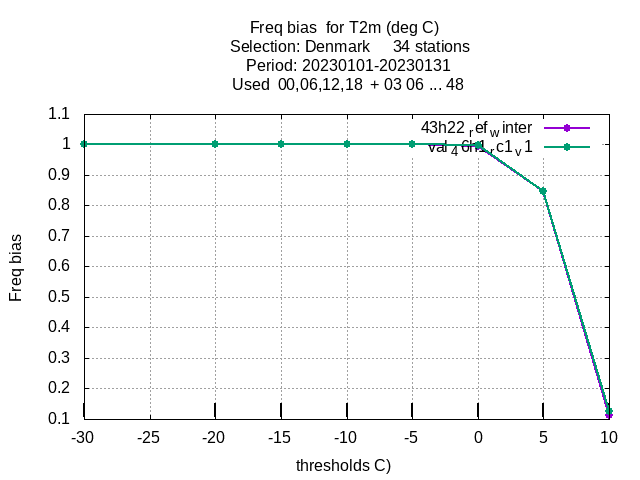 Freq bias  for T2m (deg C)
Selection: Denmark     34 stations
Period: 20230101-20230131
Used  00,06,12,18  + 03 06 ... 48
1.1
43h22_ref_winter
val_46h1_rc1_v1
1
0.9
0.8
0.7
0.6
0.5
0.4
0.3
0.2
0.1
Freq bias
-30 -25 -20 -15 -10 -5 0 5 10
thresholds C)